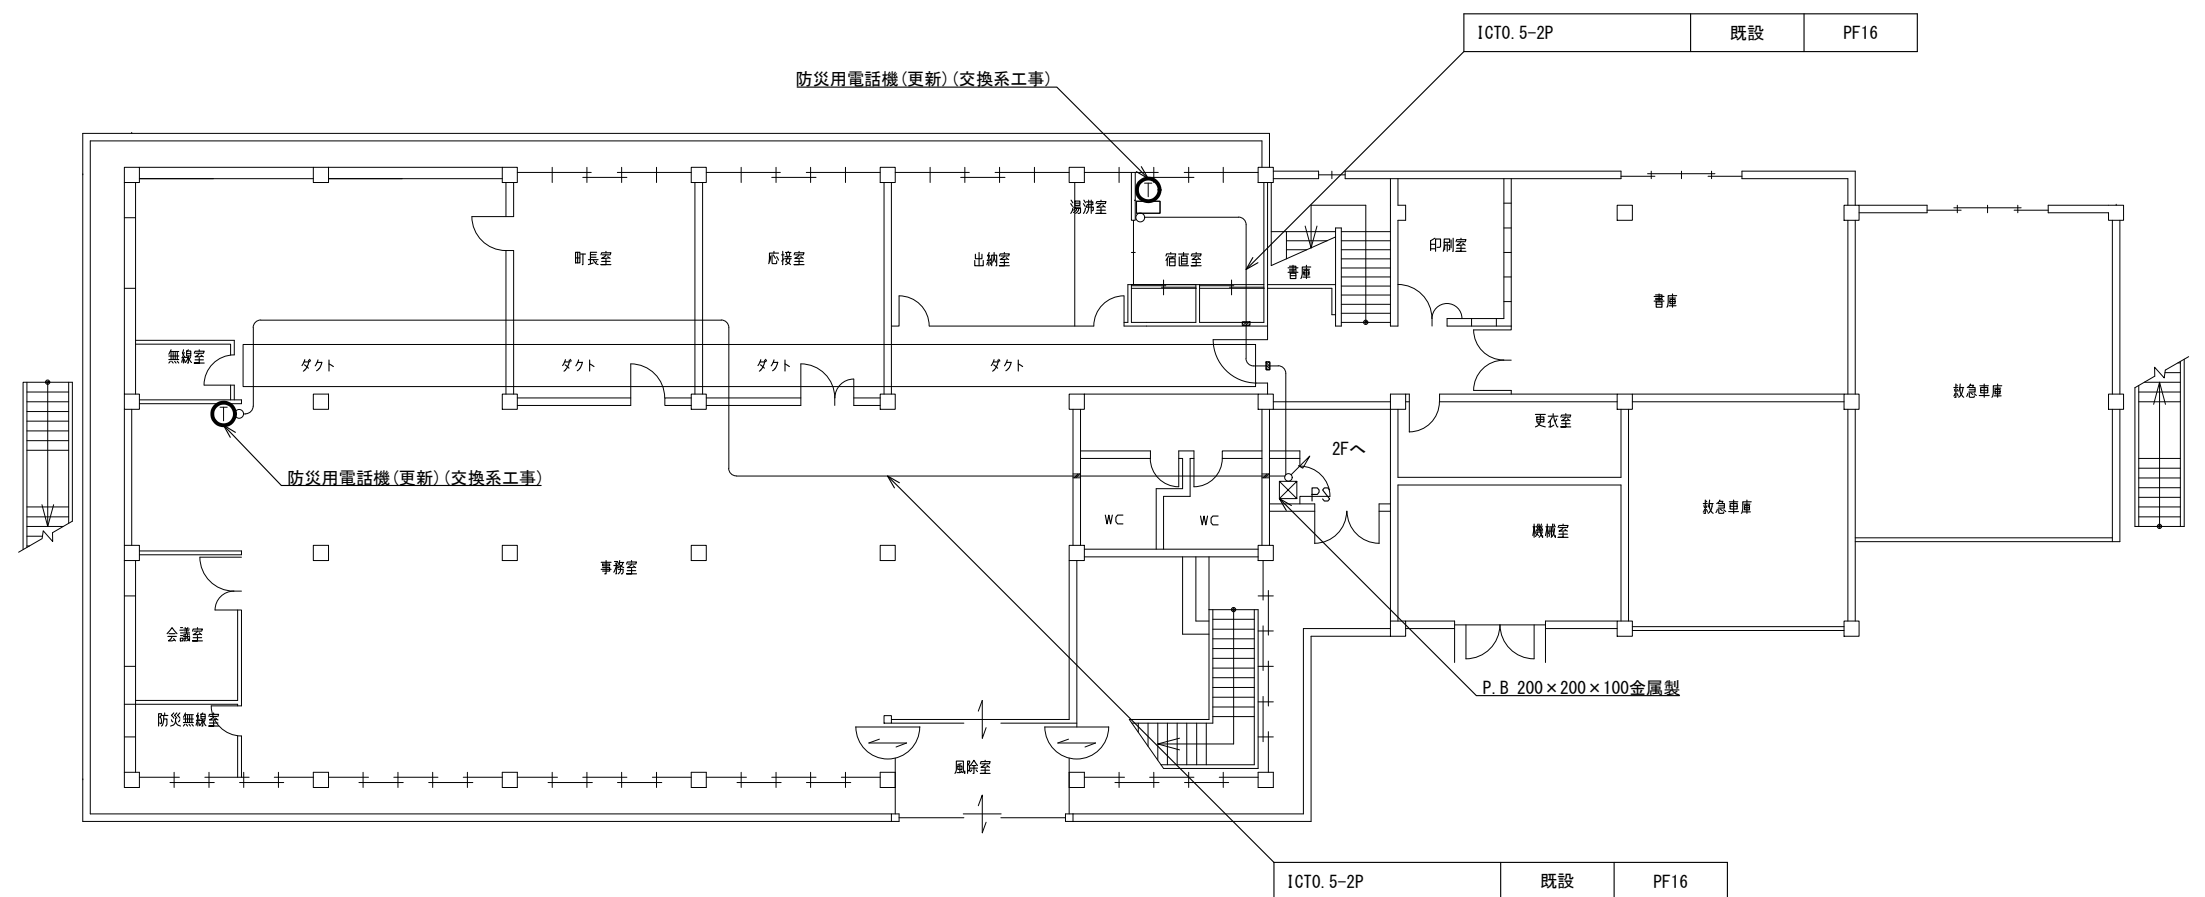 ICT0.5-2P 既設 PF16
防災用電話機(更新)(交換系工事)
T
湯沸室
印刷室
町長室
応接室
出納室
宿直室
書庫
書庫
無線室
ダクト
ダクト
ダクト
ダクト
救急車庫
T
更衣室
2Fへ
防災用電話機(更新)(交換系工事)
PS
救急車庫
WC
WC
機械室
事務室
会議室
P.B 200×200×100金属製
防災無線室
風除室
ICT0.5-2P 既設 PF16